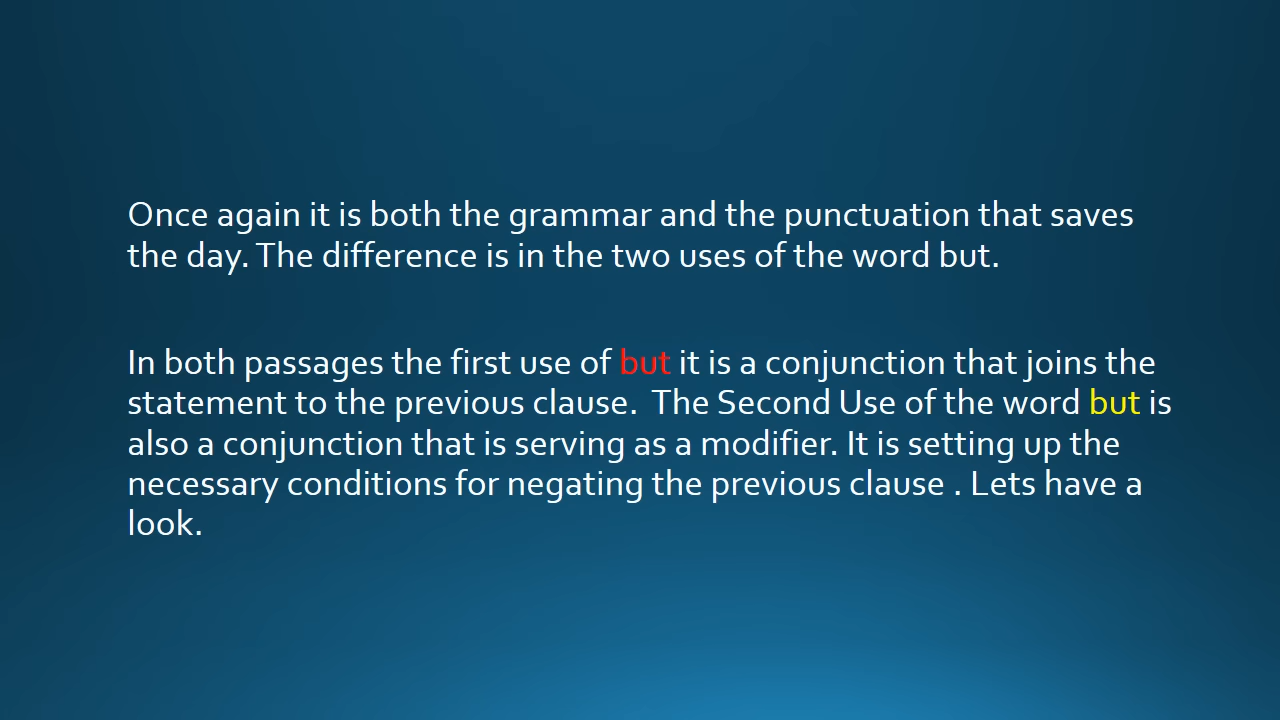 Once again it is both the grammar and the punctuation that saves
the day. The difference is in the two uses of the word but.
In both passages the first use of but it is a conjunction that joins the
statement to the previous clause.  The Second Use of the word but is
also a conjunction that is serving as a modifier. It is setting up the
necessary conditions for negating the previous clause . Lets have a
look.